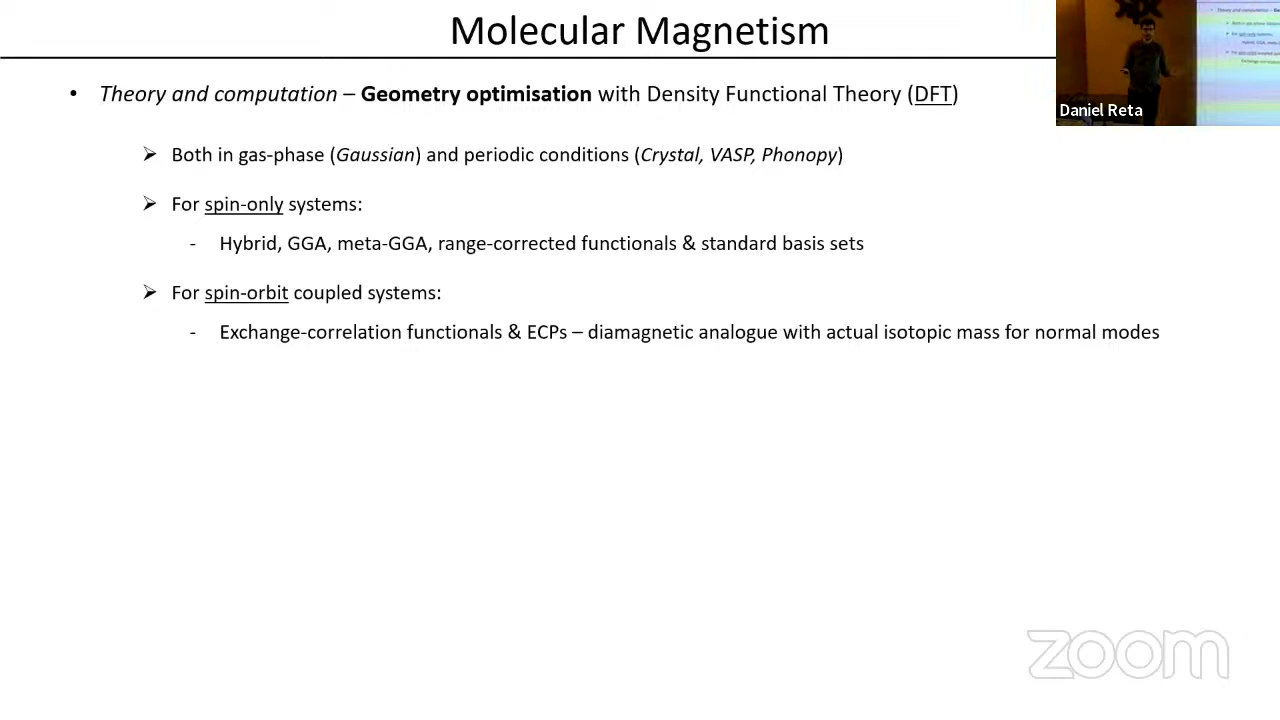 Molecular Magnetism
• Theory and computation – Geometry optimisation with Density Functional Theory (DFT)
➢ Both in gas-phase (Gaussian) and periodic conditions (Crystal, VASP, Phonopy)
➢ For spin-only systems:
- Hybrid, GGA, meta-GGA, range-corrected functionals & standard basis sets
➢ For spin-orbit coupled systems:
- Exchange-correlation functionals & ECPs – diamagnetic analogue with actual isotopic mass for normal modes
Daniel Reta
zoom